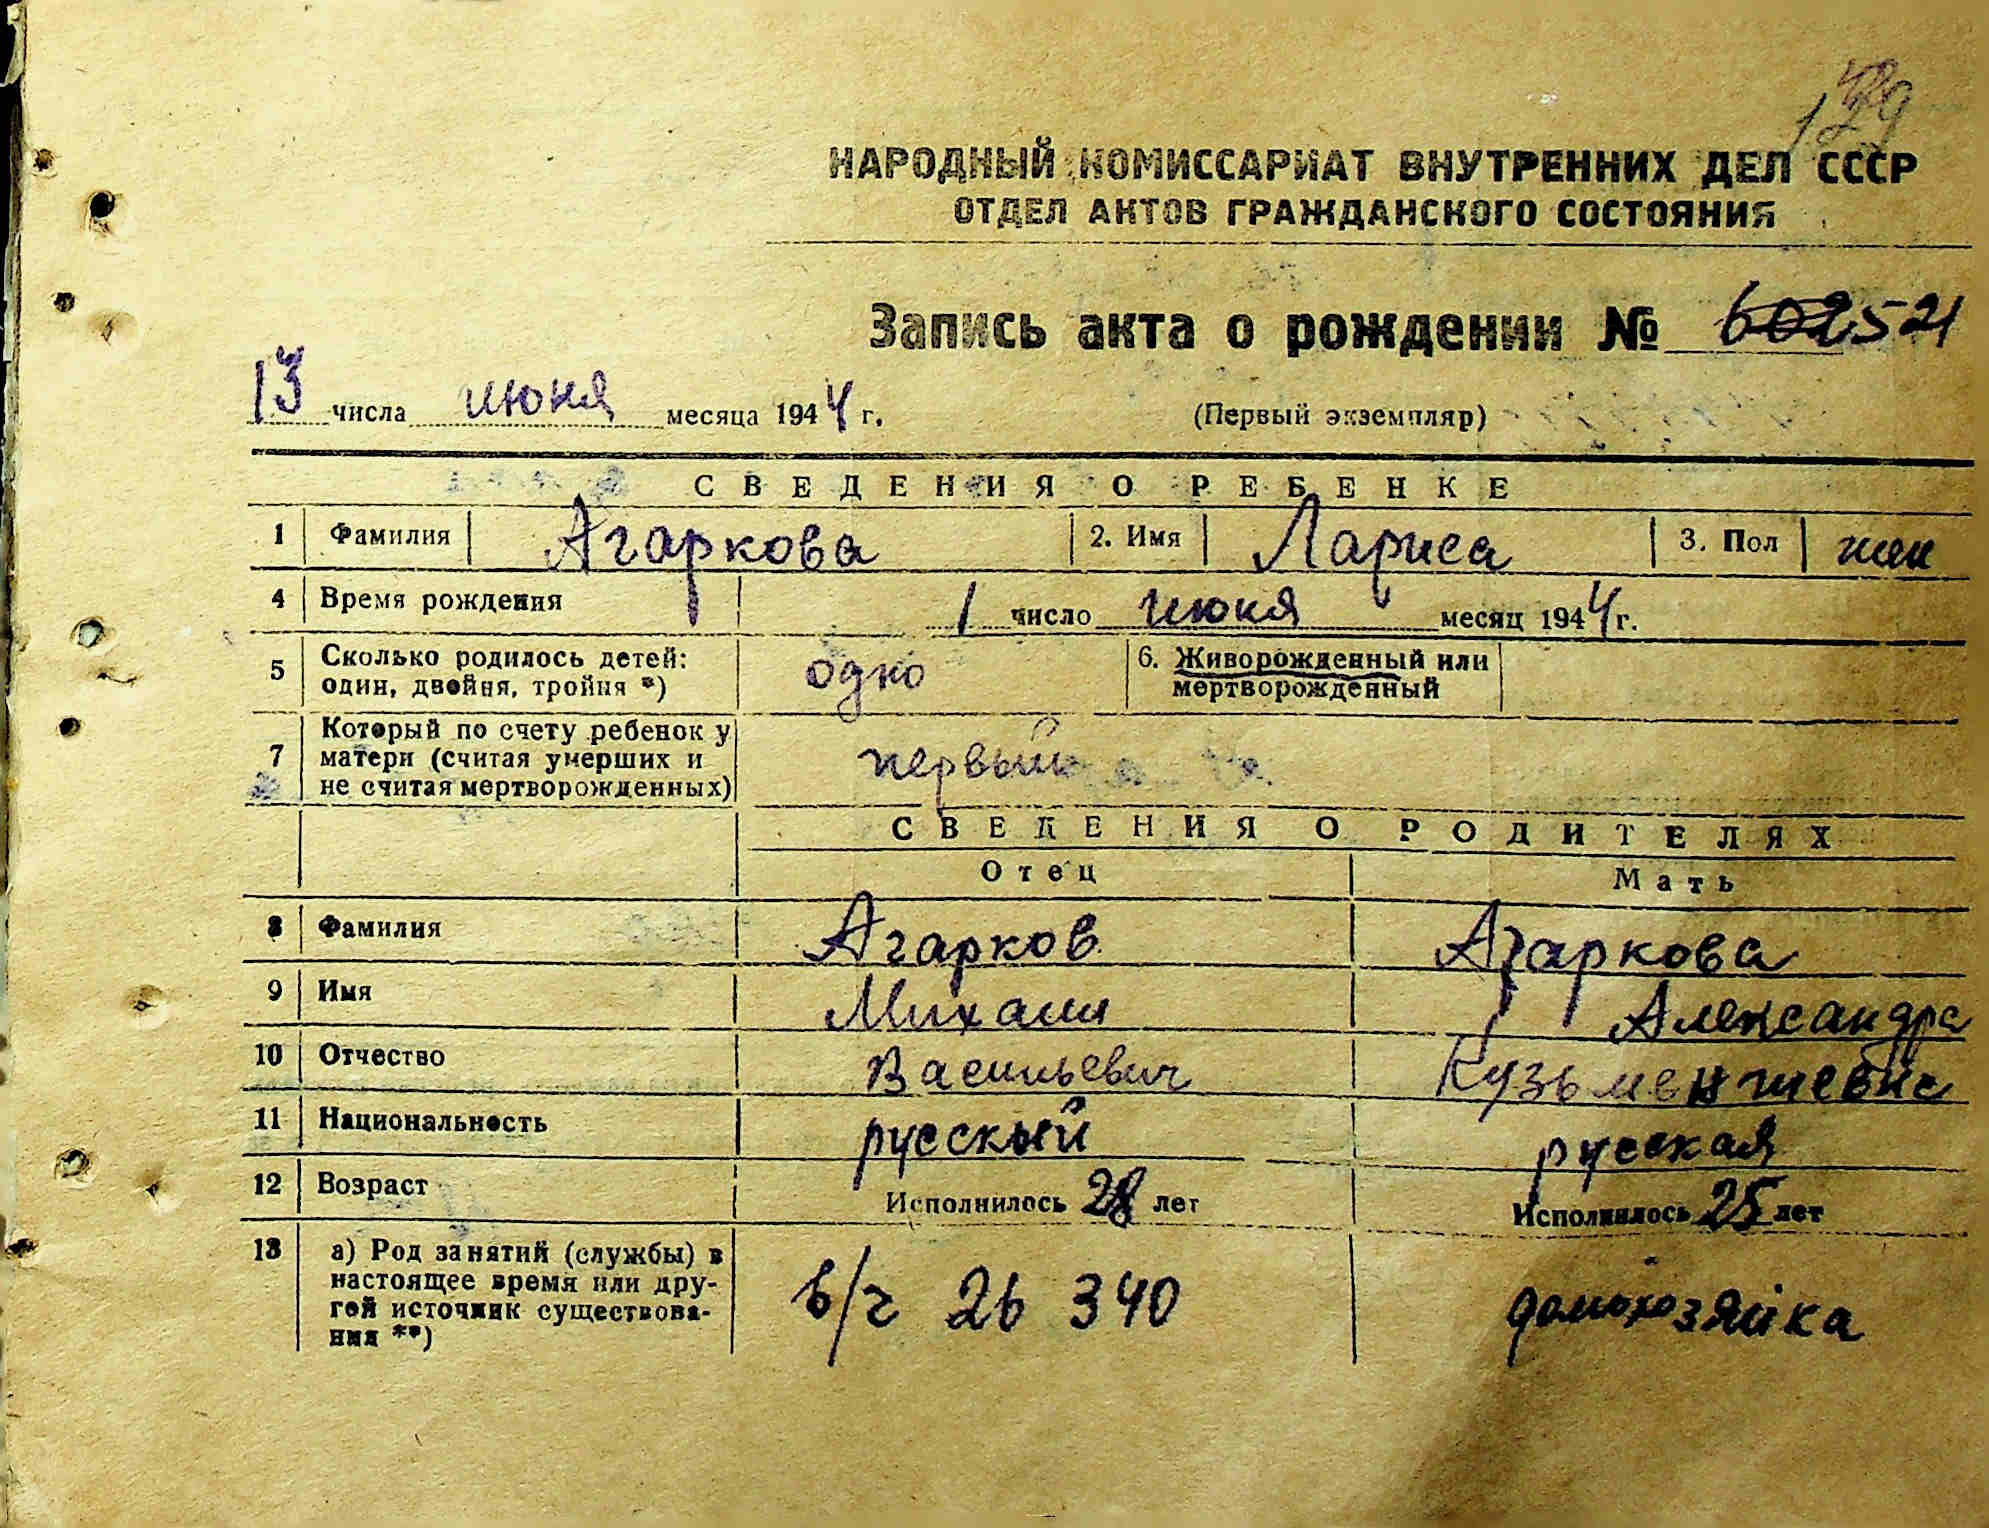 129
НАРОДНЫЙ КОМИССАРИАТ ВНУТРЕННИХ ДЕЛ СССР
ОТДЕЛ АКТОВ ГРАЖДАНСКОГО СОСТОЯНИЯ
Запись акта о рождении № 602521
13 числа июня месяца 1944 г. (Первый экземпляр)
СВЕДЕНИЯ О РЕБЕНКЕ
1 Фамилия Агаркова 2. Имя Лариса 3. Пол жен
4 Время рождения 1 число июня месяц 1944 г.
5 Сколько родилось детей: один, двойня, тройня *) одно 6. Живорожденный или мертворожденный
7 Который по счету ребенок у матери (считая умерших и не считая мертворожденных) первый
СВЕДЕНИЯ О РОДИТЕЛЯХ
Отец Мать
8 Фамилия Агарков Агаркова
9 Имя Михаил Александра
10 Отчество Васильевич
11 Национальность русский русская
12 Возраст Исполнилось 28 лет Исполнилось 25 лет
13 а) Род занятий (службы) в настоящее время или другой источник существования **) в/ч 26 340 домохозяйка